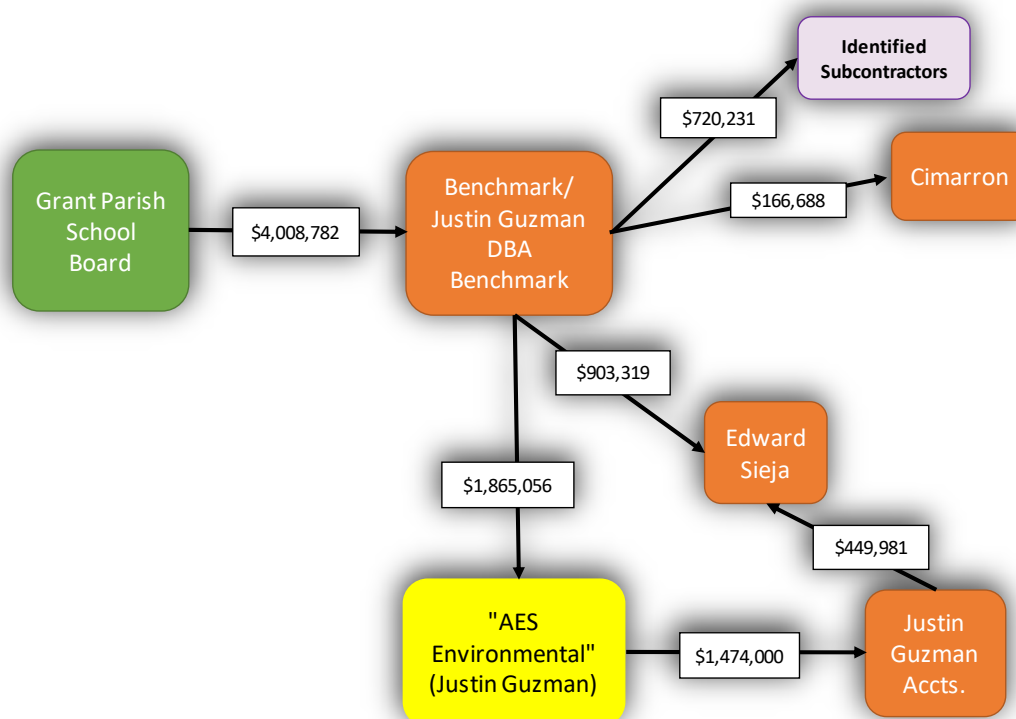 Identified
Subcontractors
$720,231
Grant Parish
School
Board
$4,008,782
Benchmark/
Justin Guzman
DBA
Benchmark
$166,688
Cimarron
$903,319
Edward
Sieja
$1,865,056
$449,981
"AES
Environmental"
(Justin Guzman)
$1,474,000
Justin
Guzman
Accts.